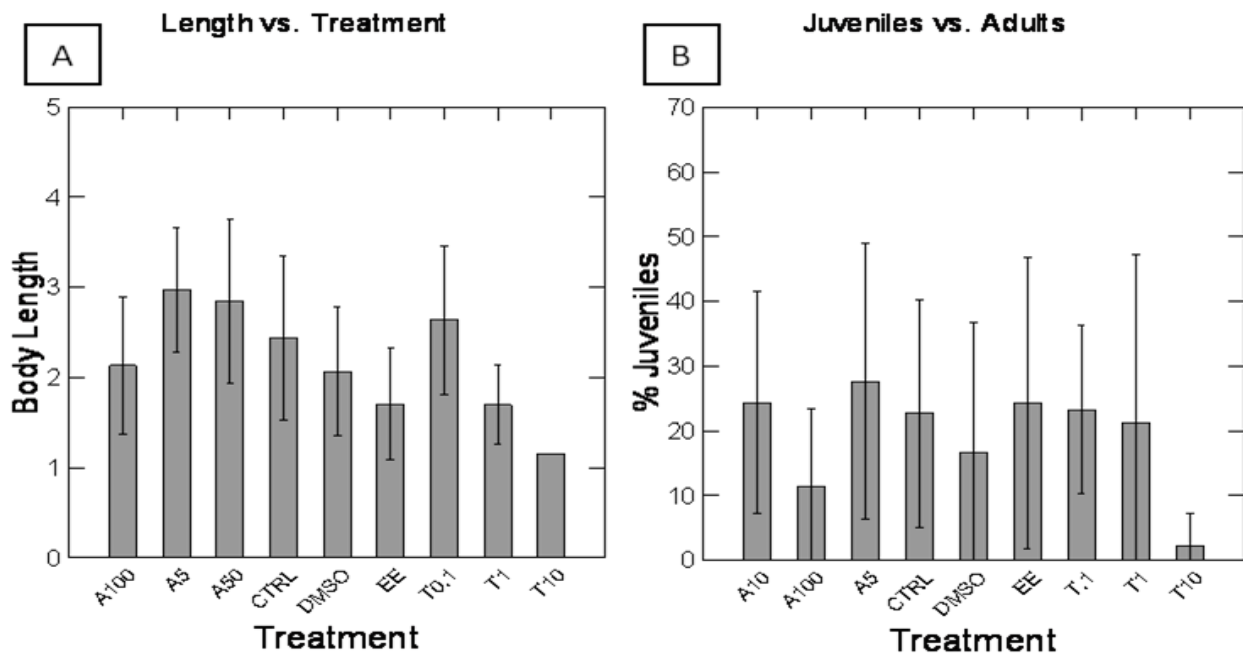 Length vs. Treatment
A
5
4
3
2
1
0
Body Length
A100 A5 A50 CTRL DMSO EE T0.1 T1 T10
Treatment
Juveniles vs. Adults
B
70
60
50
40
30
20
10
0
% Juveniles
A10 A100 A5 CTRL DMSO EE T.1 T1 T10
Treatment